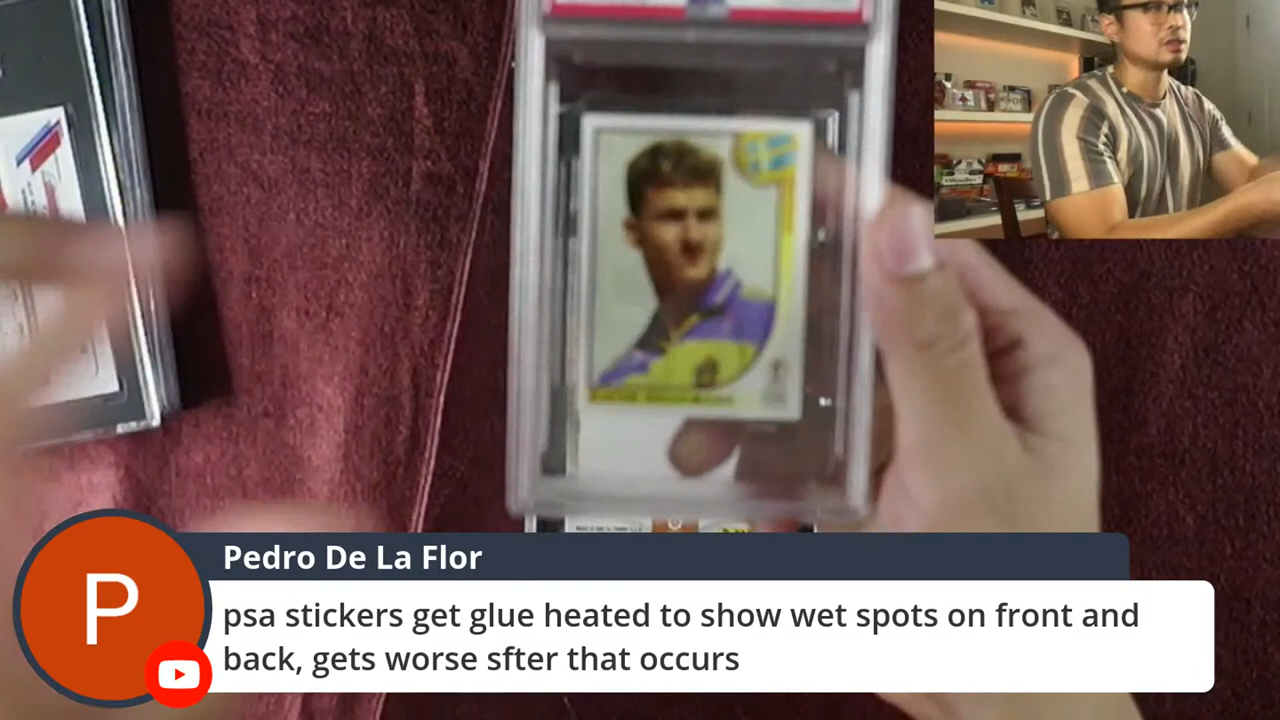 Pedro De La Flor
P
psa stickers get glue heated to show wet spots on front and
back, gets worse sfter that occurs